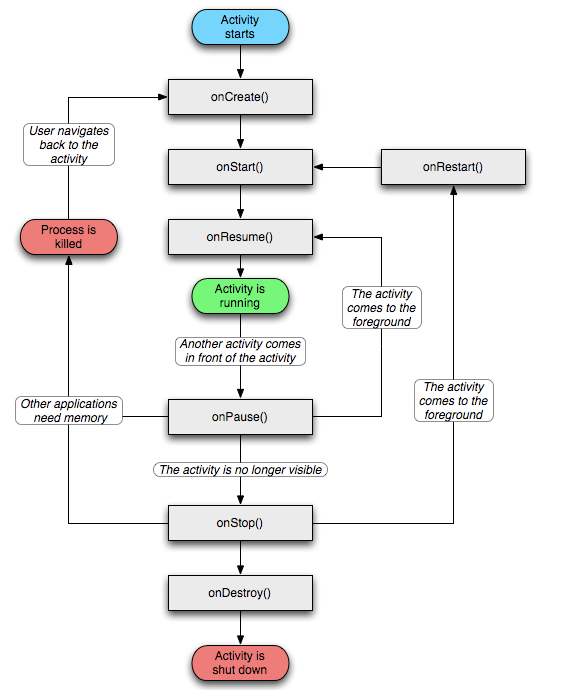 Activity
starts
onCreate()
User navigates
back to the
activity
onStart()
onRestart()
Process is
killed
onResume()
Activity is
running
The activity
comes to the
foreground
Another activity comes
in front of the activity
Other applications
need memory
onPause()
The activity
comes to the
foreground
The activity is no longer visible
onStop()
onDestroy()
Activity is
shut down